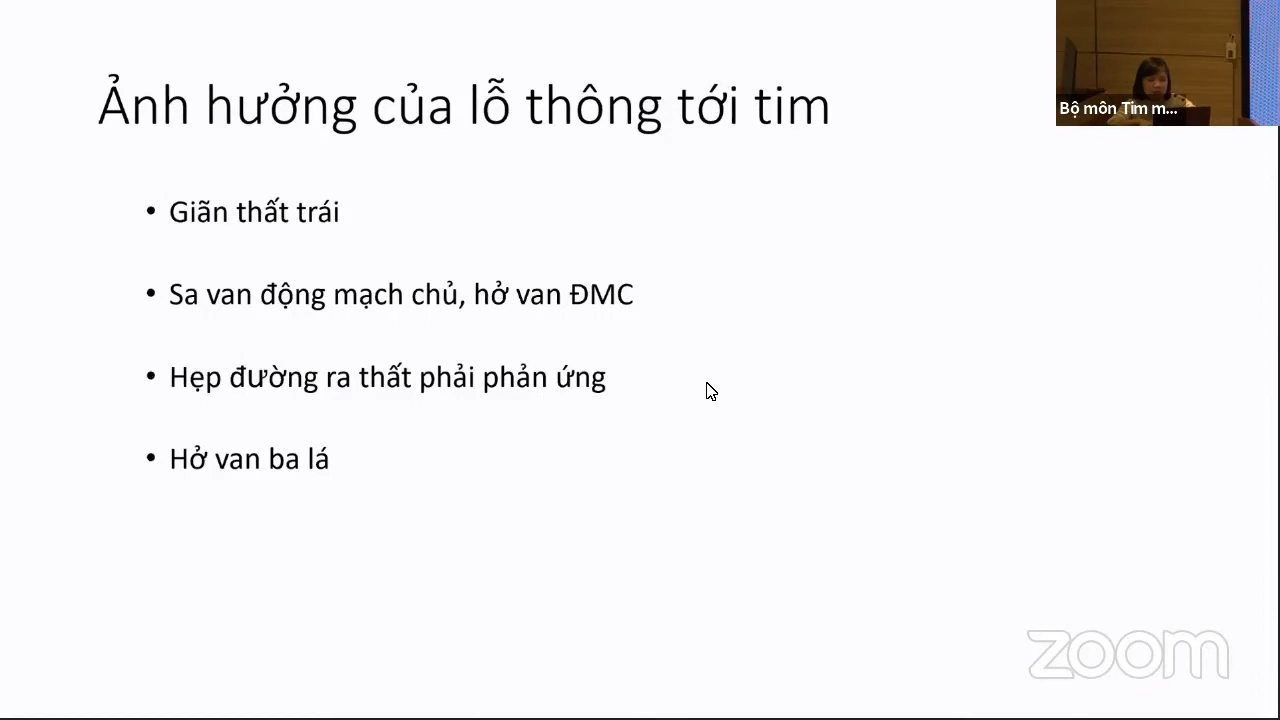 Ảnh hưởng của lỗ thông tới tim
Bộ môn Tim m...
• Giãn thất trái
• Sa van động mạch chủ, hở van ĐMC
• Hẹp đường ra thất phải phản ứng
• Hở van ba lá
zoom